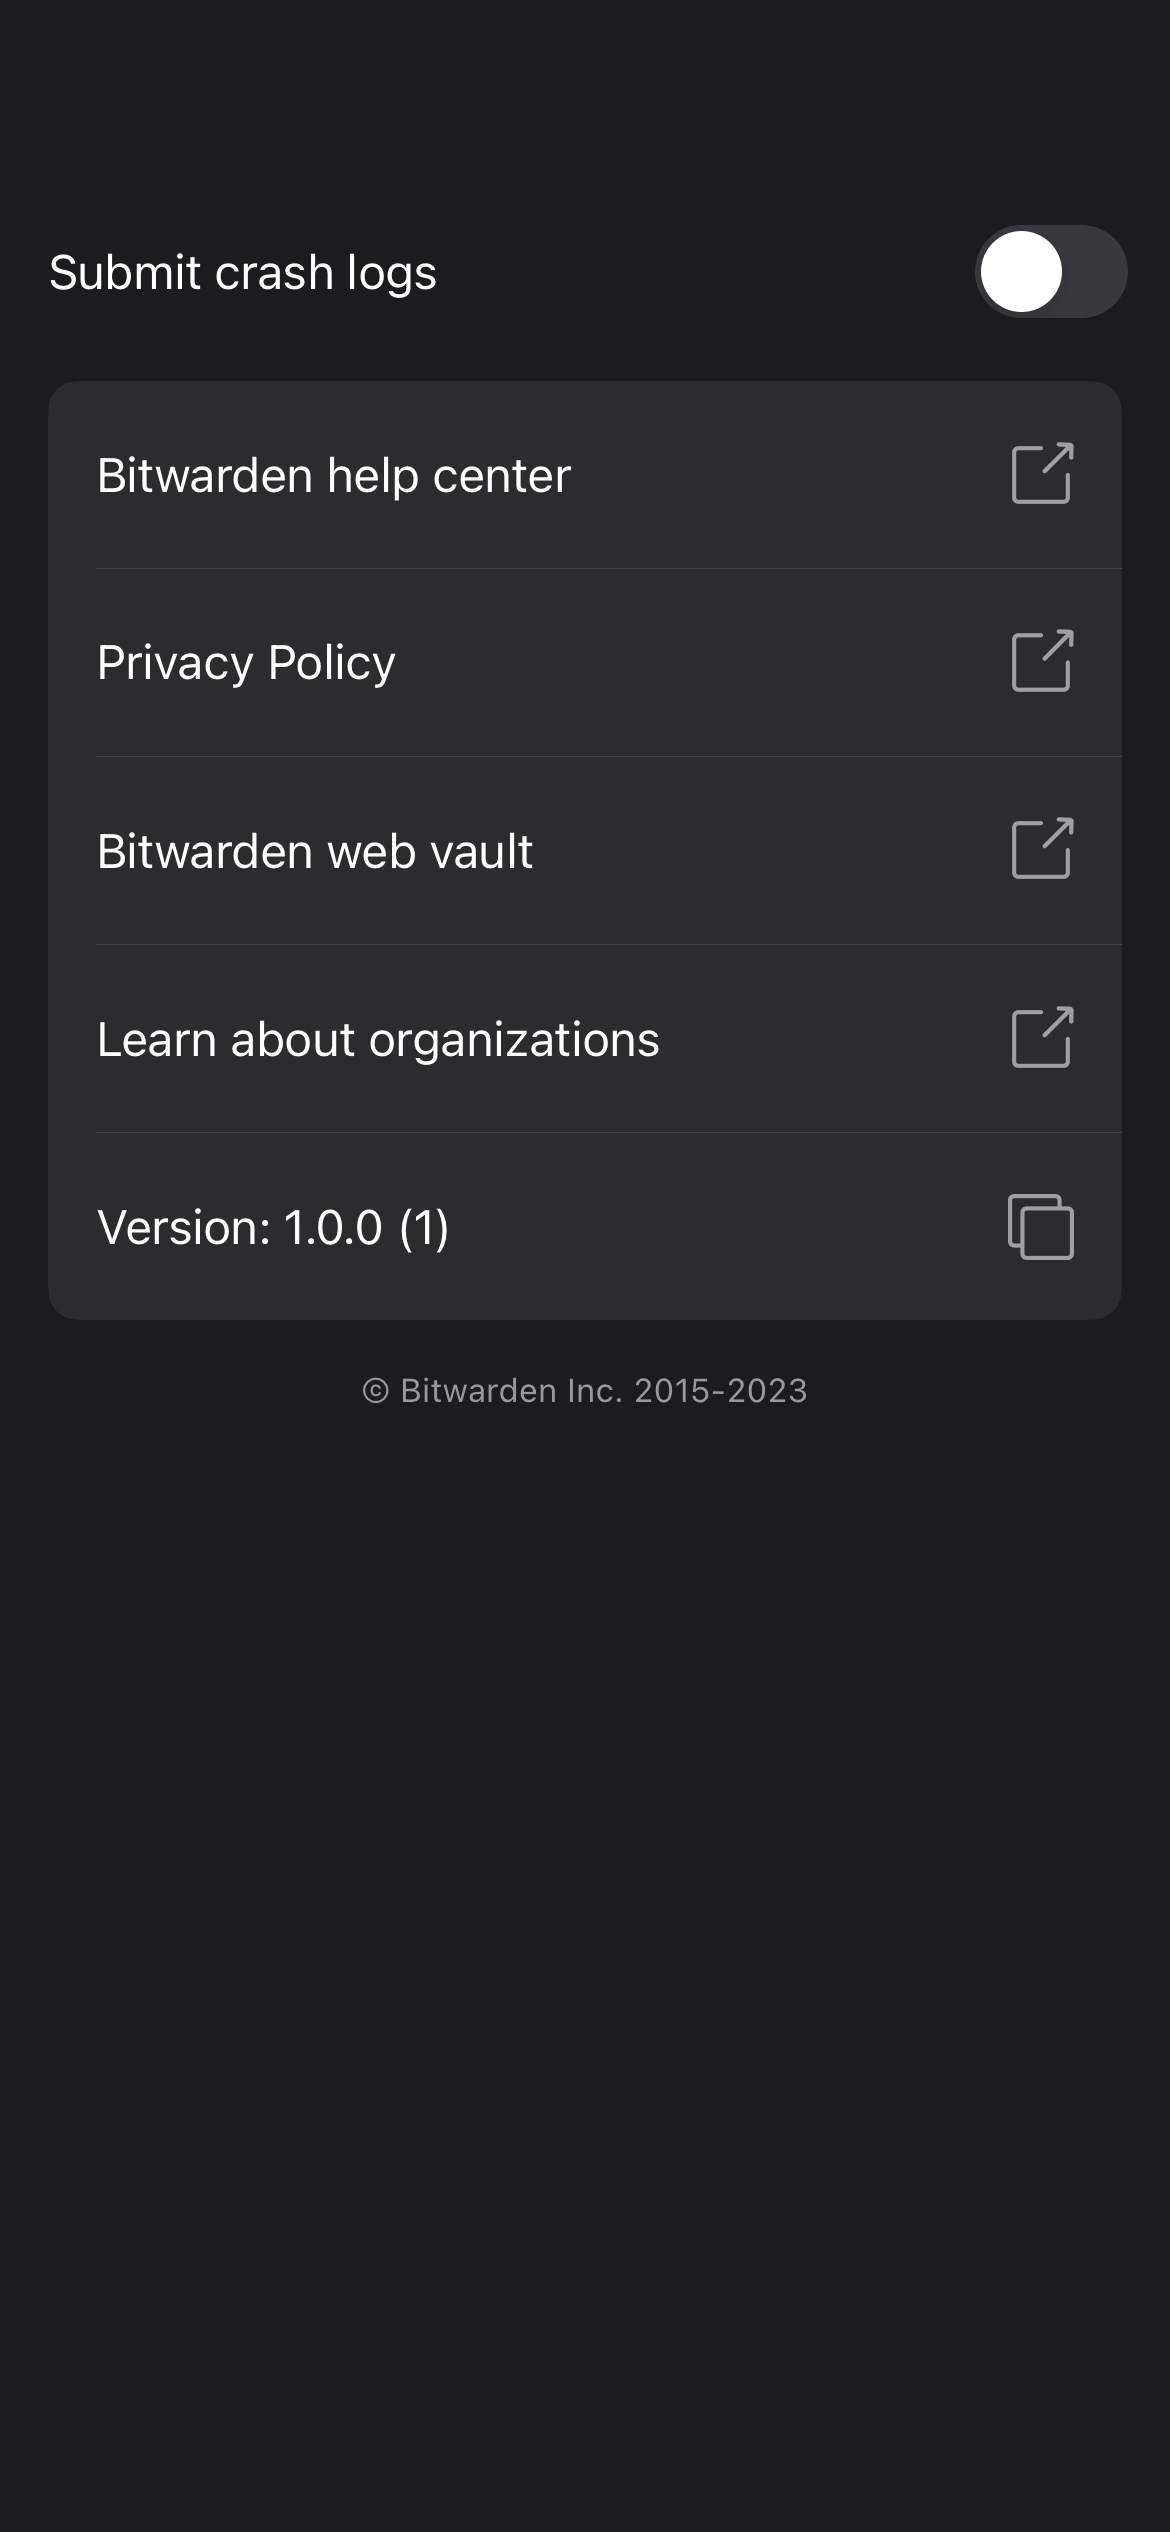 Submit crash logs
Bitwarden help center
Privacy Policy
Bitwarden web vault
Learn about organizations
Version: 1.0.0 (1)
© Bitwarden Inc. 2015-2023